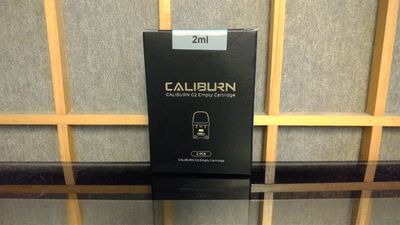 2ml
CALIBURN
CALIBURN G2 Empty Cartridge
2 PCS
CALIBURN G2 Empty Cartridge